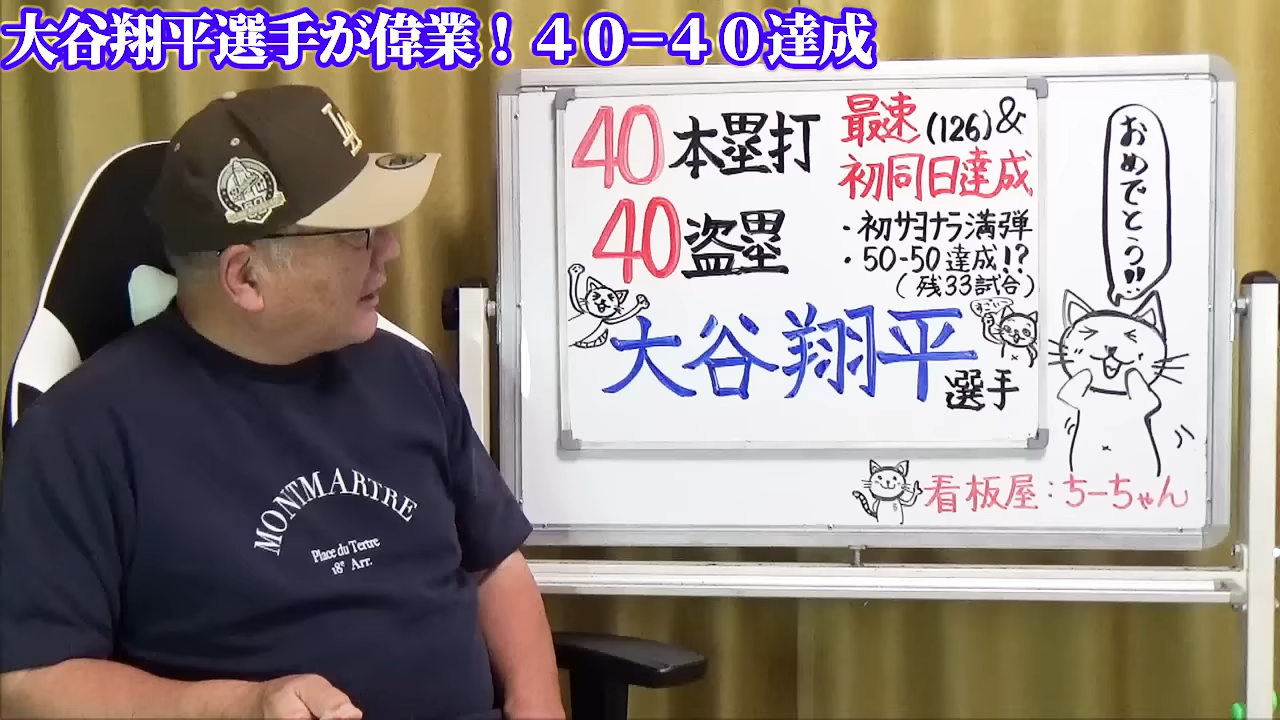 大谷翔平選手が偉業！４０−４０達成
LA
40本塁打
40盗塁
最速(126)&
初同日達成
・初サヨナラ満弾
・50-50達成!?
(残33試合)
すごい！
大谷翔平
選手
おめでとう!!
看板屋：ちーちゃん
MONTMARTRE
Place du Tertre
18e Arr.